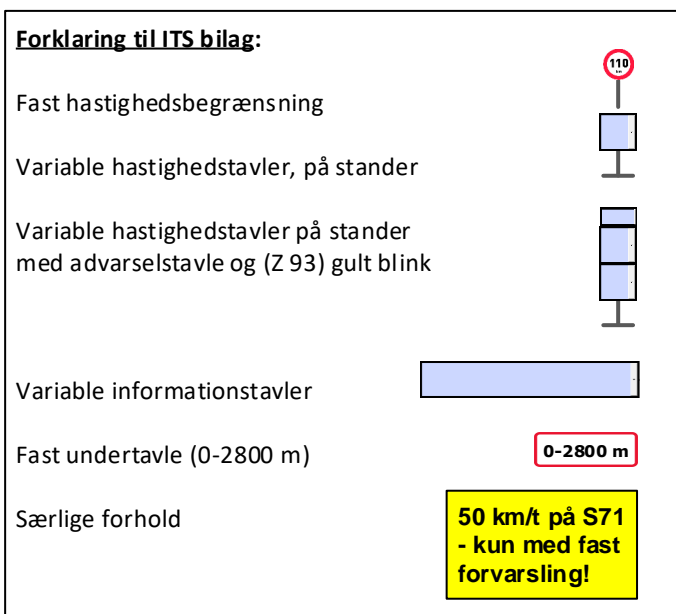 Forklaring til ITS bilag:
110
km
Fast hastighedsbegrænsning
Variable hastighedstavler, på stander
Variable hastighedstavler på stander
med advarselstavle og (Z 93) gult blink
Variable informationstavler
Fast undertavle (0-2800 m)
0-2800 m
Særlige forhold
50 km/t på S71
- kun med fast
forvarsling!